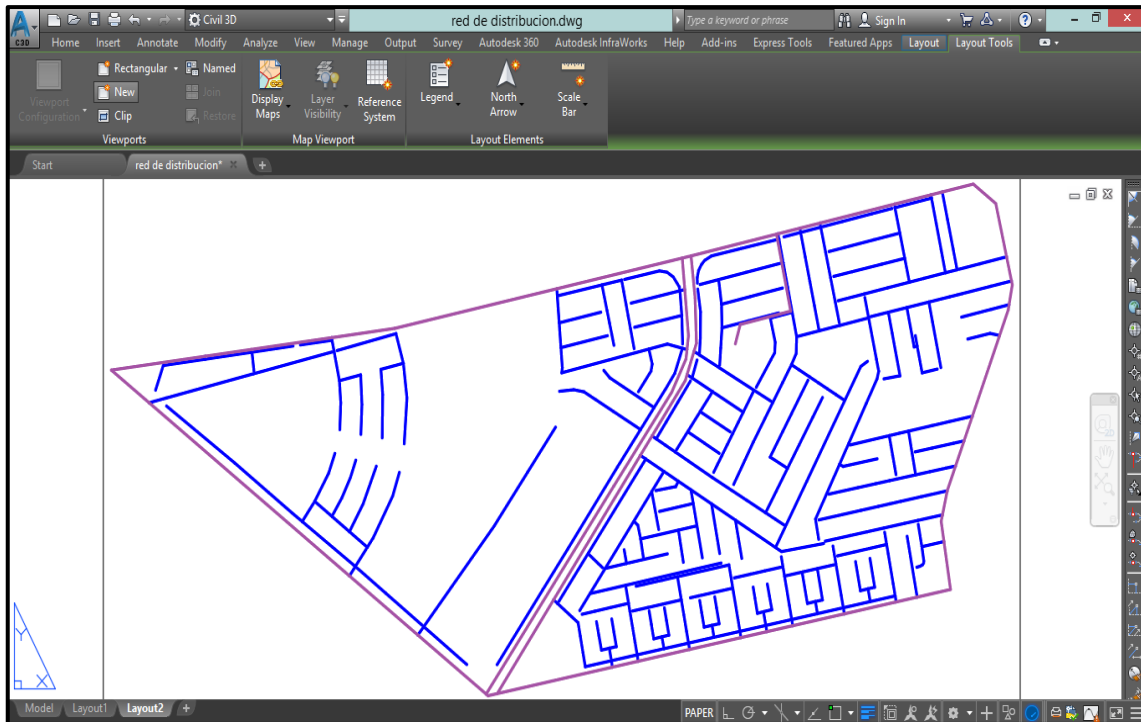 Civil 3D
red de distribucion.dwg
Type a keyword or phrase
Sign In
C3D
Home Insert Annotate Modify Analyze View Manage Output Survey Autodesk 360 Autodesk InfraWorks Help Add-ins Express Tools Featured Apps Layout Layout Tools
Viewport
Configuration
Rectangular
New
Clip
Named
Join
Restore
Display
Maps
Layer
Visibility
Reference
System
Legend
North
Arrow
Scale
Bar
Viewports
Map Viewport
Layout Elements
Start
red de distribucion*
Y
X
Model Layout1 Layout2 +
PAPER